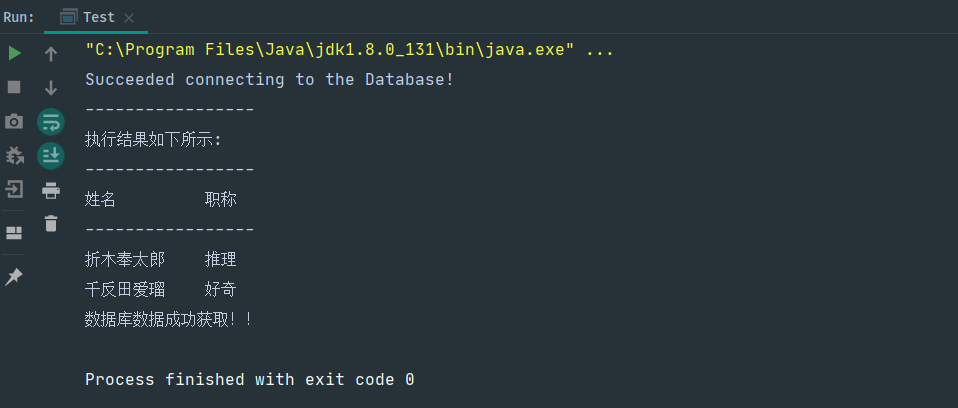 Run: Test
"C:\Program Files\Java\jdk1.8.0_131\bin\java.exe" ...
Succeeded connecting to the Database!
-----------------
执行结果如下所示:
-----------------
姓名 职称
-----------------
折木奉太郎 推理
千反田爱瑠 好奇
数据库数据成功获取！！
Process finished with exit code 0